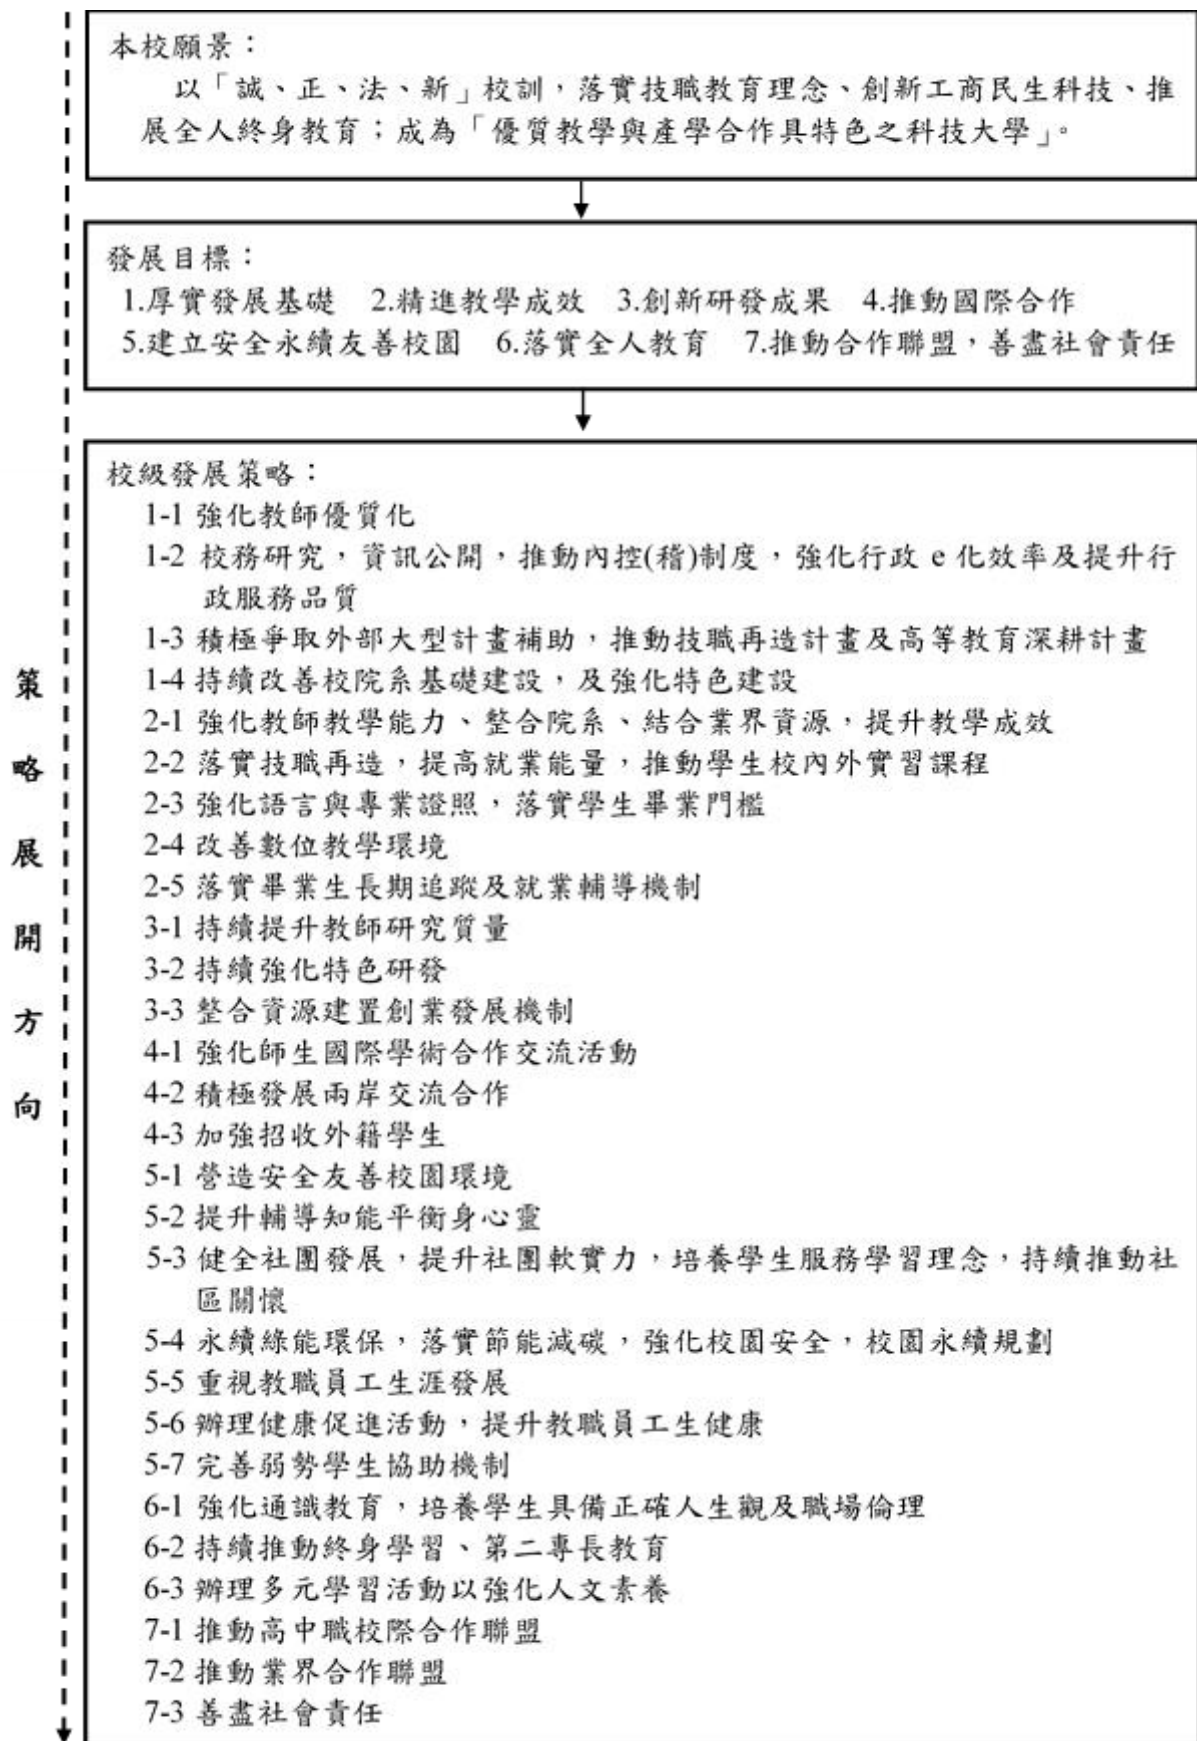 本校願景：
以「誠、正、法、新」校訓，落實技職教育理念、創新工商民生科技、推
展全人終身教育；成為「優質教學與產學合作具特色之科技大學」。
發展目標：
1.厚實發展基礎 2.精進教學成效 3.創新研發成果 4.推動國際合作
5.建立安全永續友善校園 6.落實全人教育 7.推動合作聯盟，善盡社會責任
校級發展策略：
1-1 強化教師優質化
1-2 校務研究，資訊公開，推動內控(稽)制度，強化行政 e 化效率及提升行
政服務品質
1-3 積極爭取外部大型計畫補助，推動技職再造計畫及高等教育深耕計畫
1-4 持續改善校院系基礎建設，及強化特色建設
2-1 強化教師教學能力、整合院系、結合業界資源，提升教學成效
2-2 落實技職再造，提高就業能量，推動學生校內外實習課程
2-3 強化語言與專業證照，落實學生畢業門檻
2-4 改善數位教學環境
2-5 落實畢業生長期追蹤及就業輔導機制
3-1 持續提升教師研究質量
3-2 持續強化特色研發
3-3 整合資源建置創業發展機制
4-1 強化師生國際學術合作交流活動
4-2 積極發展兩岸交流合作
4-3 加強招收外籍學生
5-1 營造安全友善校園環境
5-2 提升輔導知能平衡身心靈
5-3 健全社團發展，提升社團軟實力，培養學生服務學習理念，持續推動社
區關懷
5-4 永續綠能環保，落實節能減碳，強化校園安全，校園永續規劃
5-5 重視教職員工生涯發展
5-6 辦理健康促進活動，提升教職員工生健康
5-7 完善弱勢學生協助機制
6-1 強化通識教育，培養學生具備正確人生觀及職場倫理
6-2 持續推動終身學習、第二專長教育
6-3 辦理多元學習活動以強化人文素養
7-1 推動高中職校際合作聯盟
7-2 推動業界合作聯盟
7-3 善盡社會責任
策略展開方向